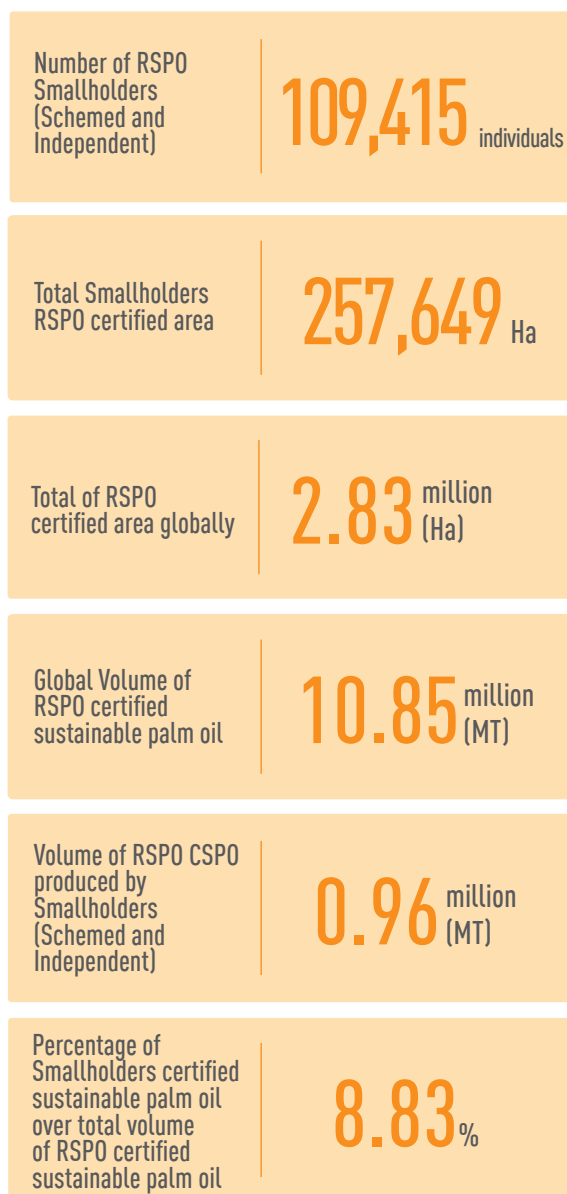 Number of RSPO
Smallholders
(Schemed and
Independent)
109,415 individuals
Total Smallholders
RSPO certified area
257,649 Ha
Total of RSPO
certified area globally
2.83 million
(Ha)
Global Volume of
RSPO certified
sustainable palm oil
10.85 million
(MT)
Volume of RSPO CSPO
produced by
Smallholders
(Schemed and
Independent)
0.96 million
(MT)
Percentage of
Smallholders certified
sustainable palm oil
over total volume
of RSPO certified
sustainable palm oil
8.83%